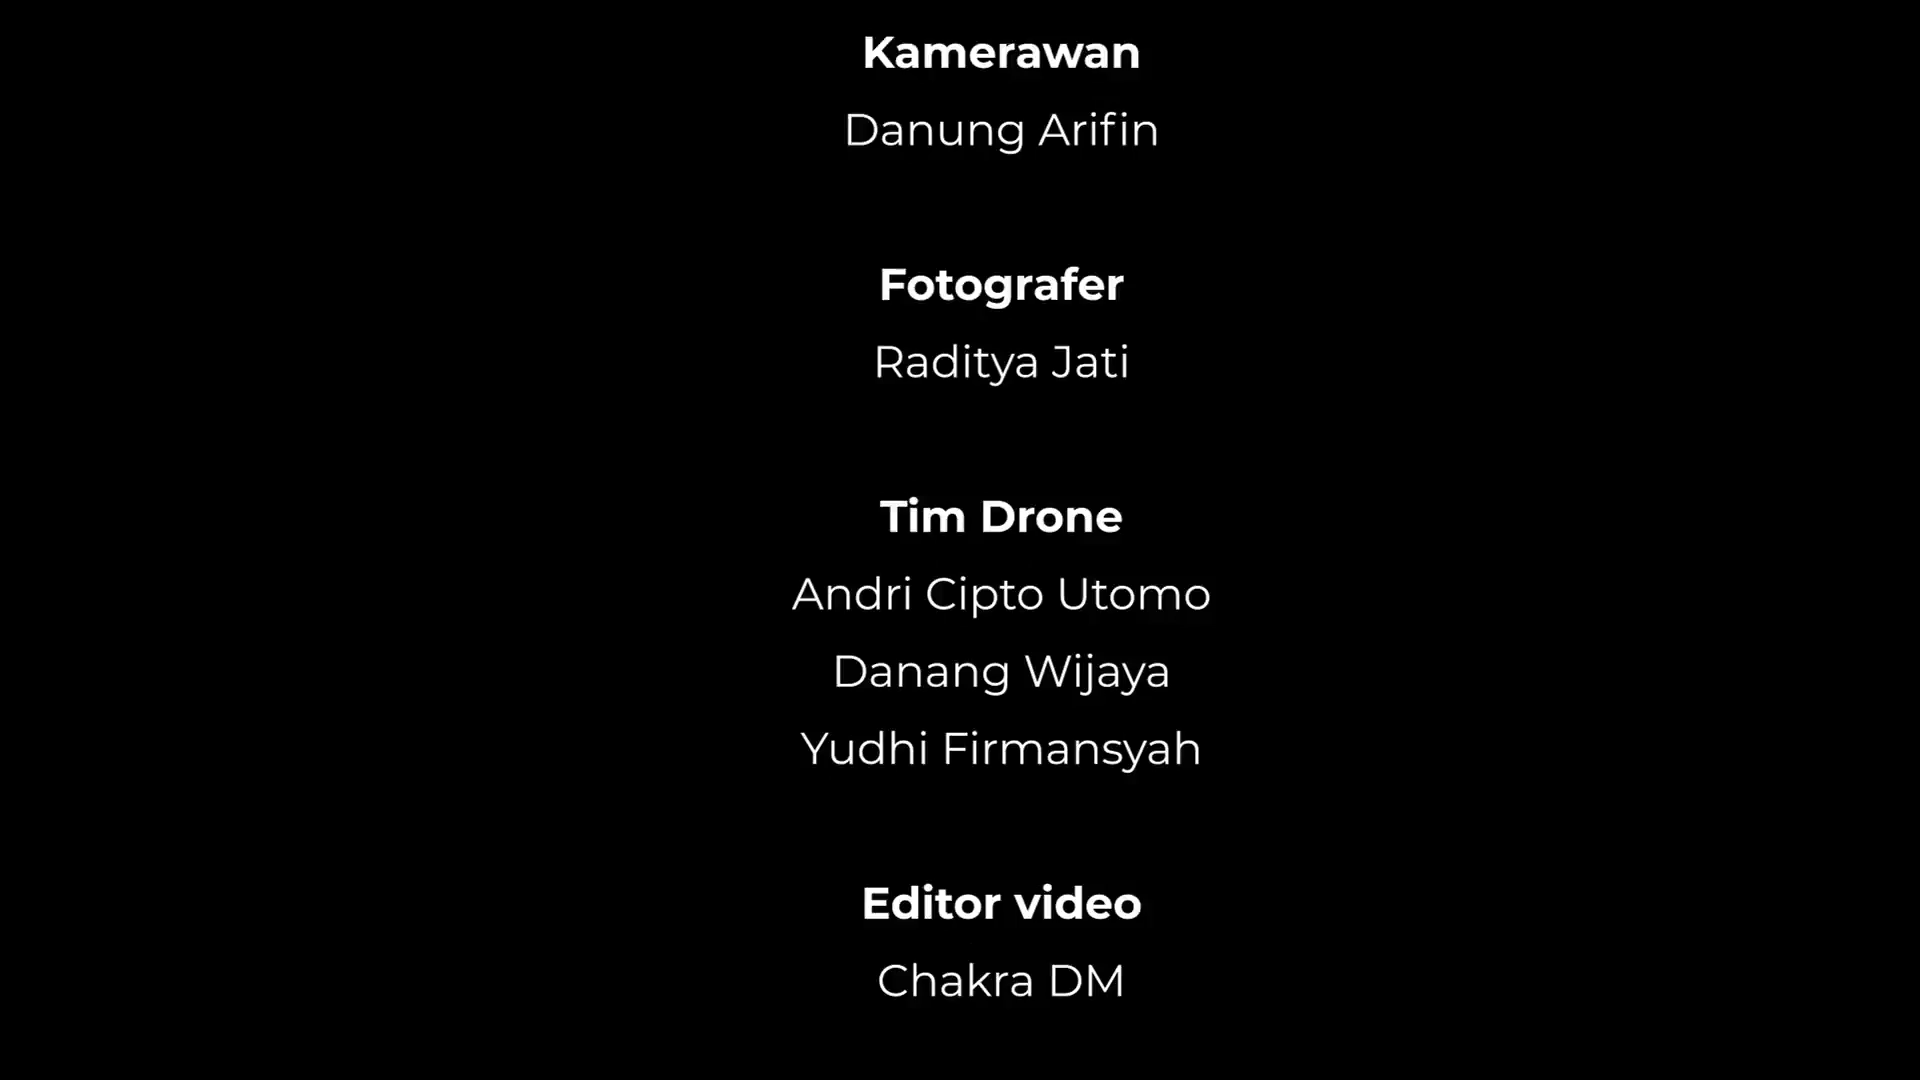 Kamerawan
Danung Arifin
Fotografer
Raditya Jati
Tim Drone
Andri Cipto Utomo
Danang Wijaya
Yudhi Firmansyah
Editor video
Chakra DM